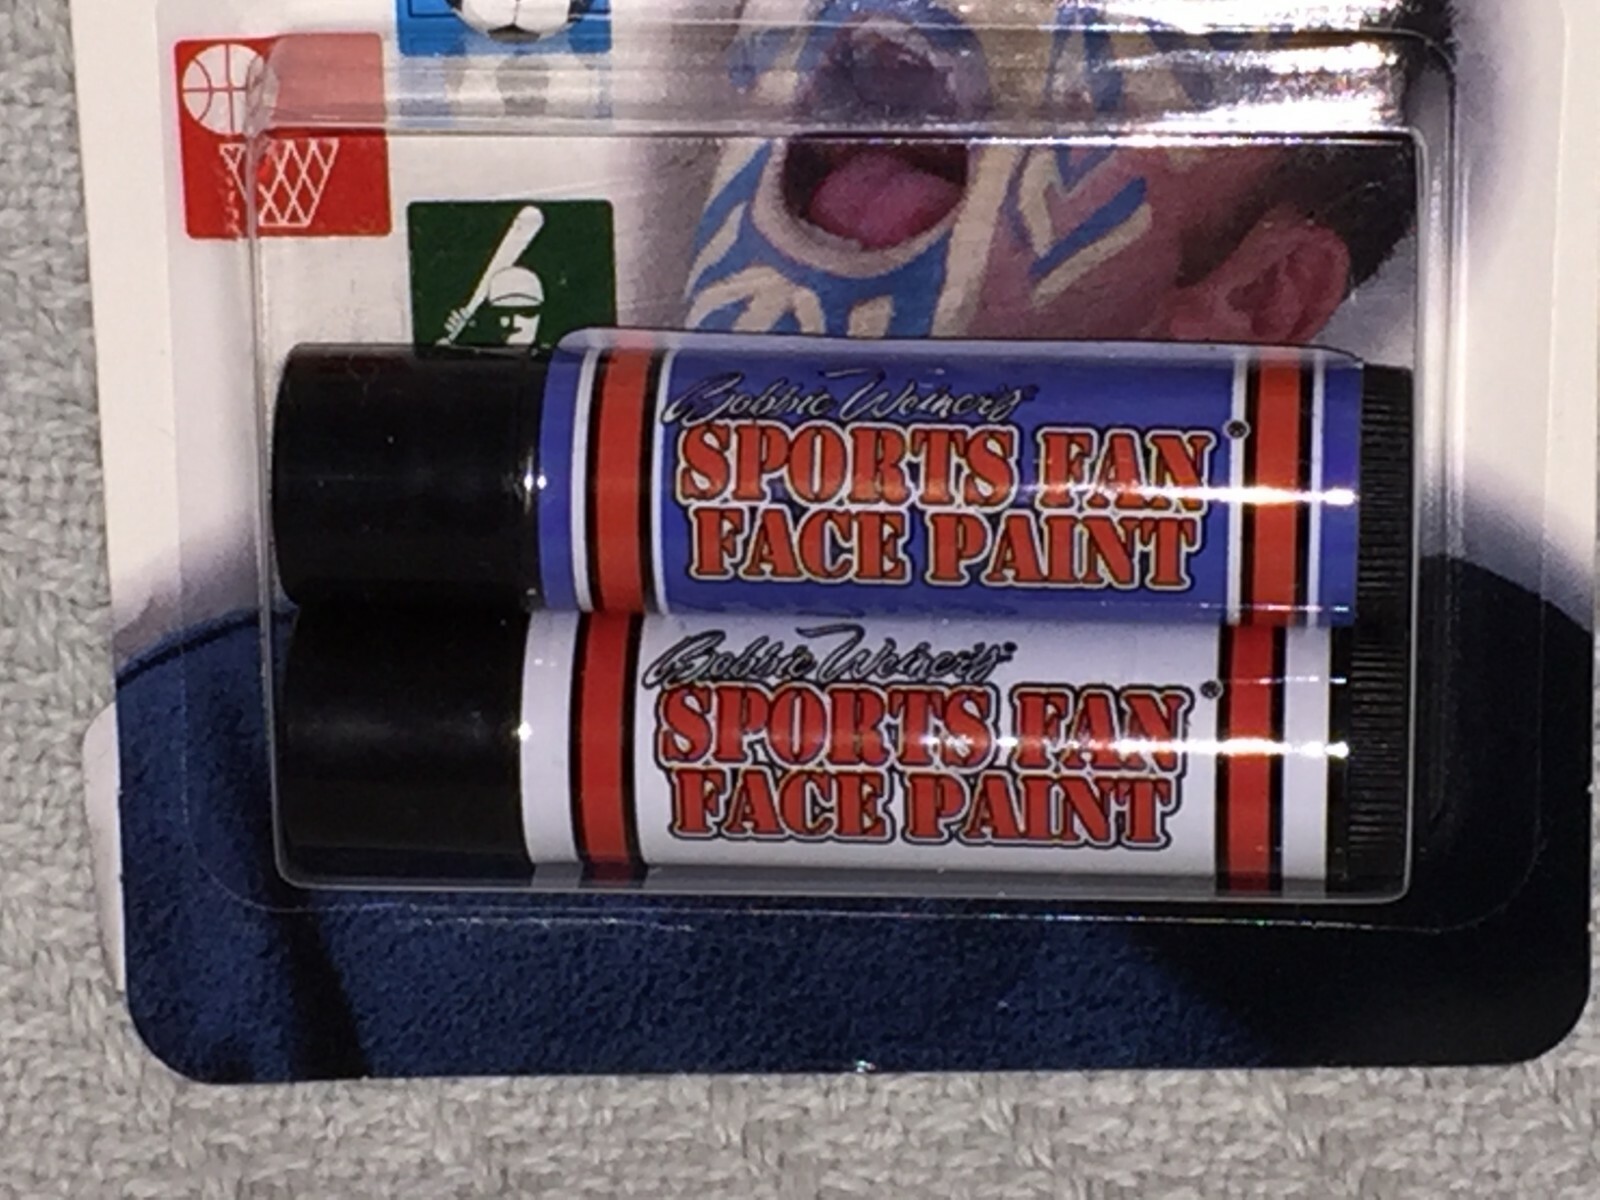 Bobbie Weiner's®
SPORTS FAN®
FACE PAINT
Bobbie Weiner's®
SPORTS FAN®
FACE PAINT